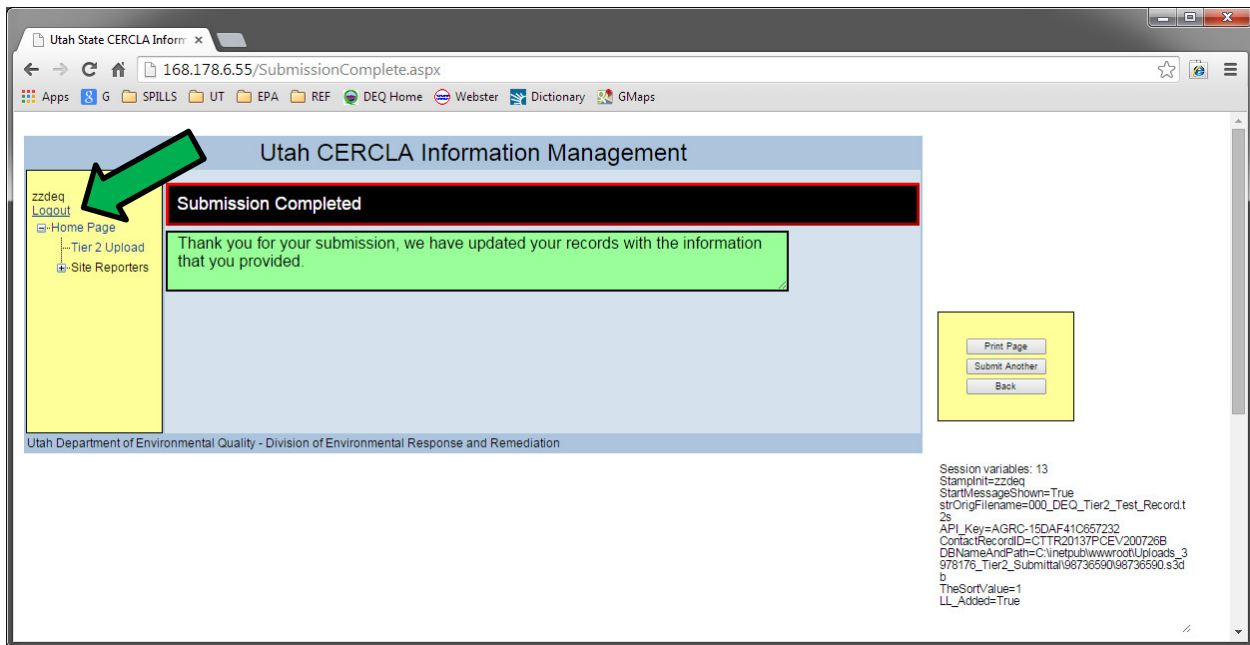 Utah State CERCLA Inform
168.178.6.55/SubmissionComplete.aspx
Apps G SPILLS UT EPA REF DEQ Home Webster Dictionary GMaps
Utah CERCLA Information Management
zzdeq
Logout
Home Page
Tier 2 Upload
Site Reporters
Submission Completed
Thank you for your submission, we have updated your records with the information
that you provided.
Print Page
Submit Another
Back
Utah Department of Environmental Quality - Division of Environmental Response and Remediation
Session variables: 13
StampInit=zzdeq
StartMessageShown=True
strOrigFilename=000_DEQ_Tier2_Test_Record.t
2s
API_Key=AGRC-15DAF41C657232
ContactRecordID=CTTR20137PCEV200726B
DBNameAndPath=C:\inetpub\wwwroot\Uploads_3
978176_Tier2_Submittal\98736590\98736590.s3d
b
TheSortValue=1
LL_Added=True